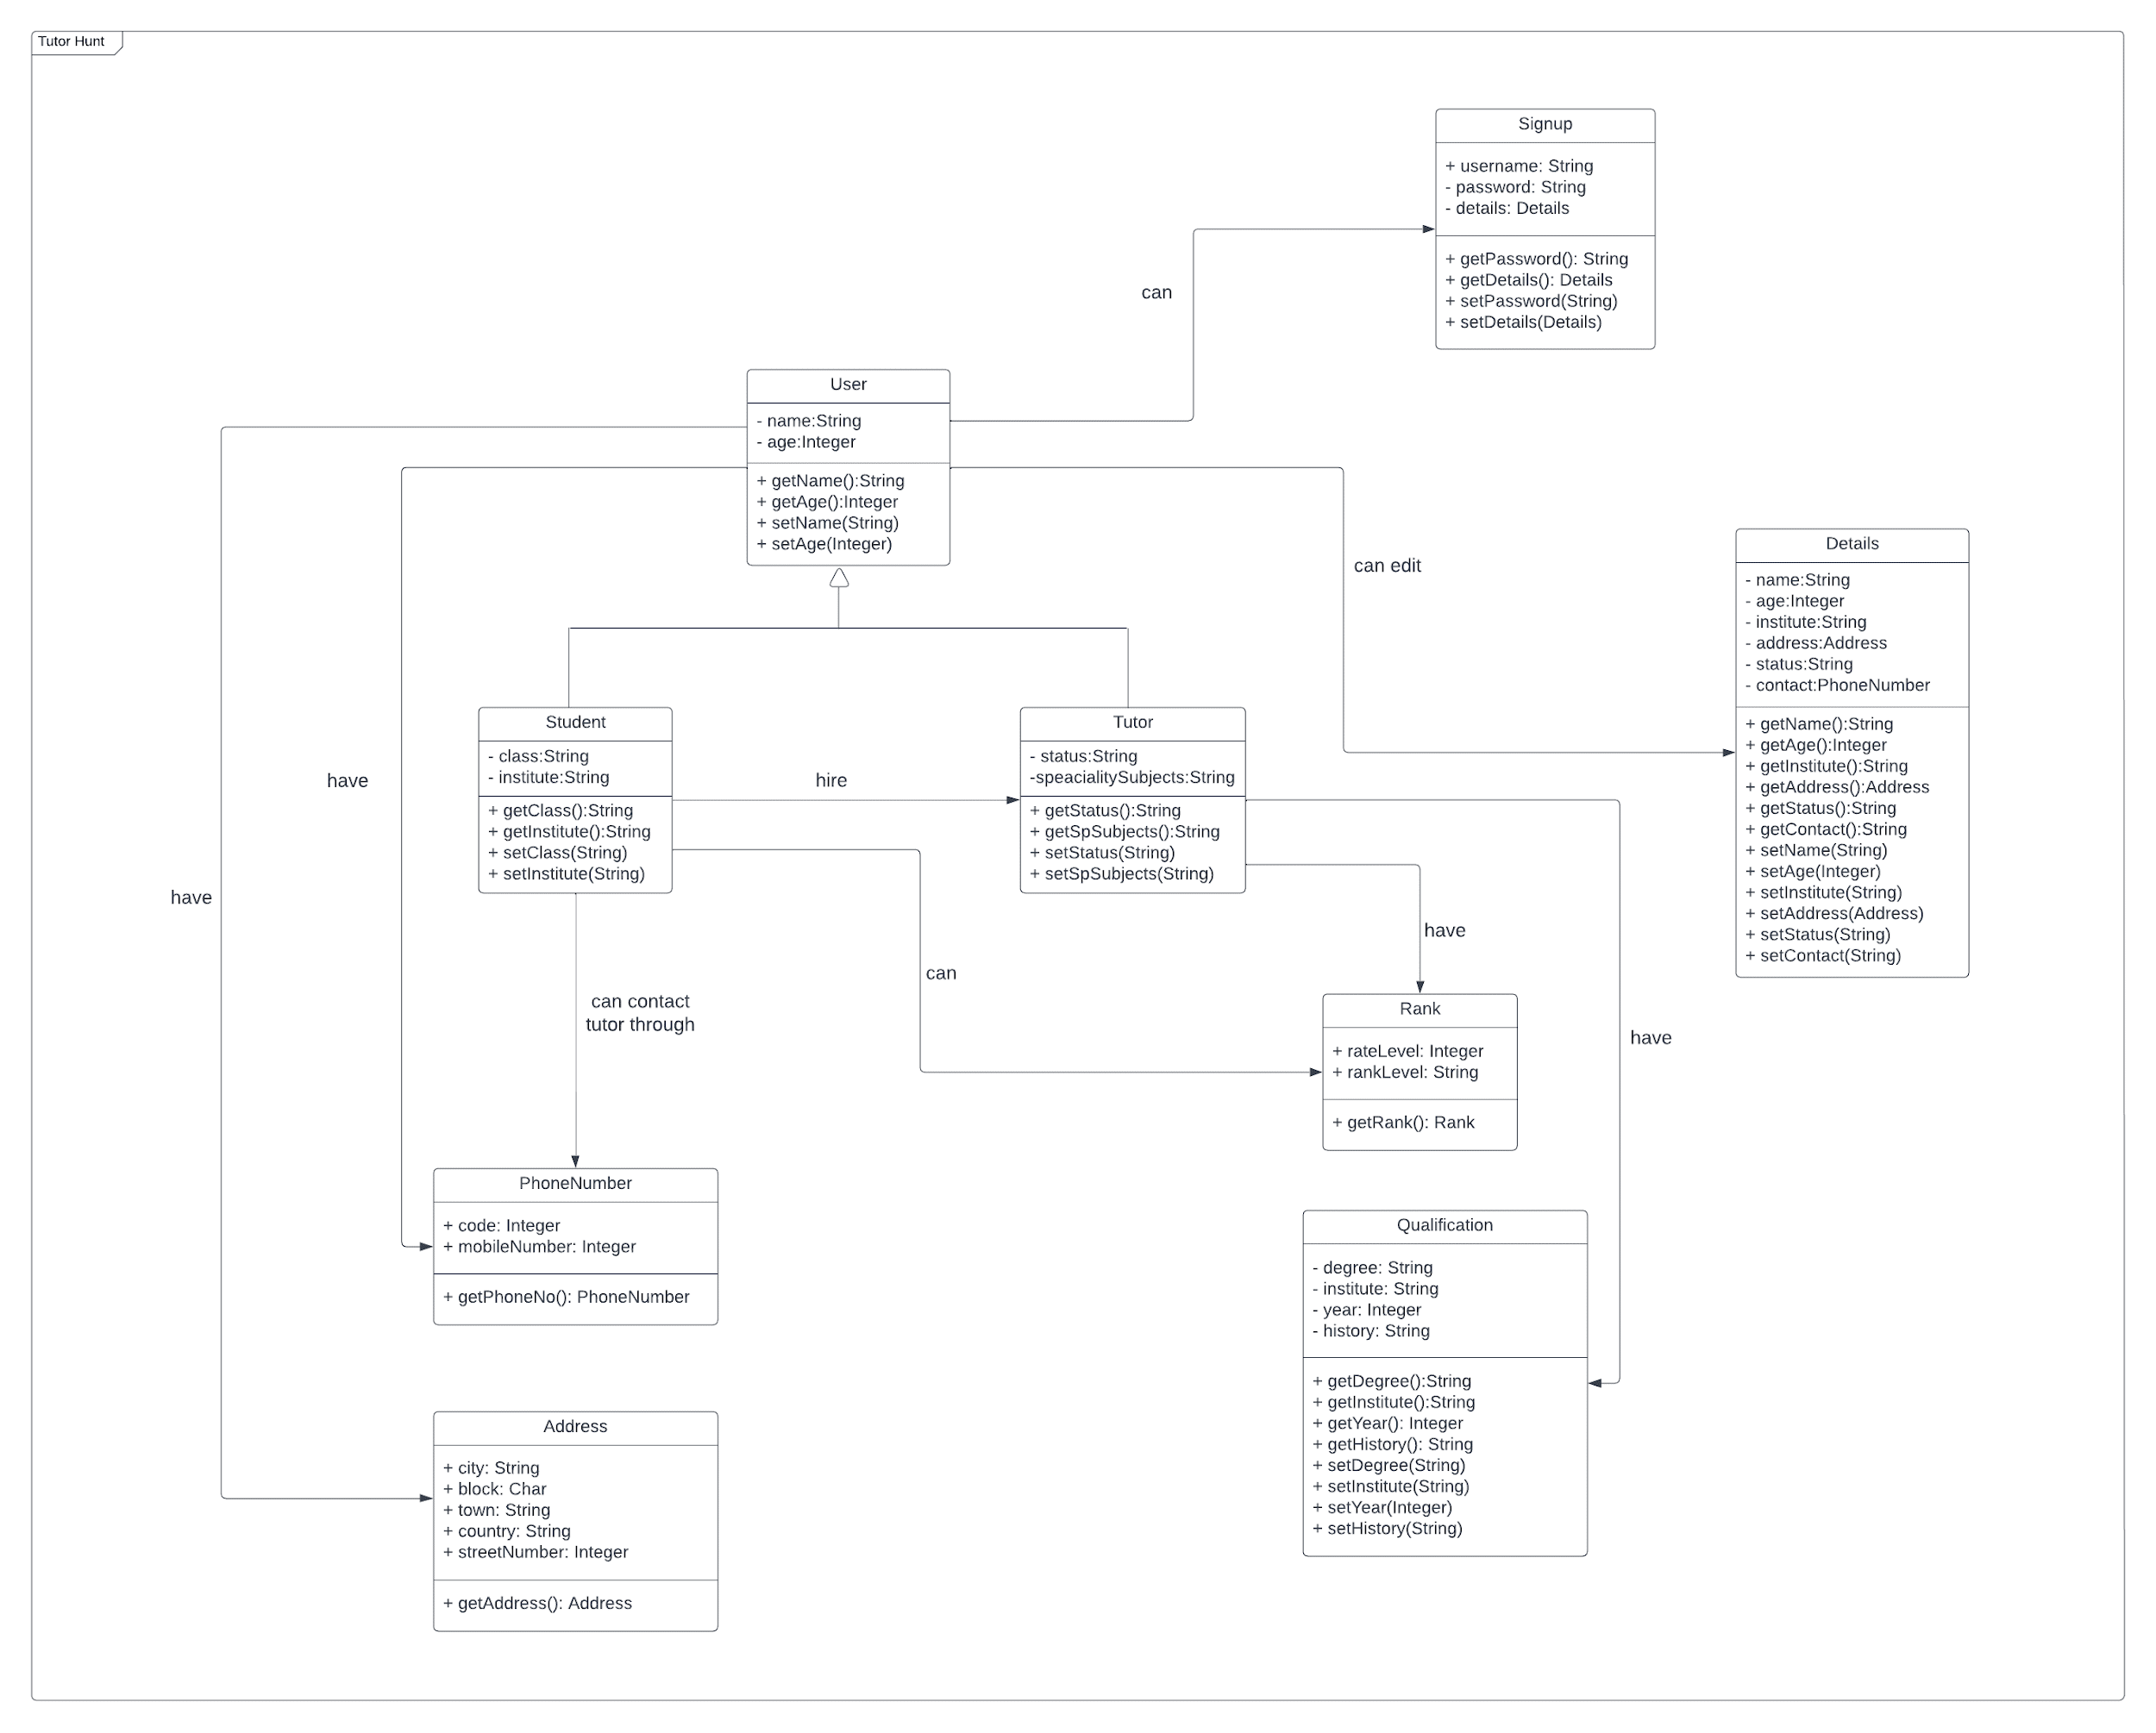 Tutor Hunt
Signup
+ username: String
- password: String
- details: Details
+ getPassword(): String
+ getDetails(): Details
+ setPassword(String)
+ setDetails(Details)
can
User
- name:String
- age:Integer
+ getName():String
+ getAge():Integer
+ setName(String)
+ setAge(Integer)
can edit
Details
- name:String
- age:Integer
- institute:String
- address:Address
- status:String
- contact:PhoneNumber
+ getName():String
+ getAge():Integer
+ getInstitute():String
+ getAddress():Address
+ getStatus():String
+ getContact():String
+ setName(String)
+ setAge(Integer)
+ setInstitute(String)
+ setAddress(Address)
+ setStatus(String)
+ setContact(String)
Student
- class:String
- institute:String
+ getClass():String
+ getInstitute():String
+ setClass(String)
+ setInstitute(String)
hire
Tutor
- status:String
-speacialitySubjects:String
+ getStatus():String
+ getSpSubjects():String
+ setStatus(String)
+ setSpSubjects(String)
have
have
have
can
can contact
tutor through
have
Rank
+ rateLevel: Integer
+ rankLevel: String
+ getRank(): Rank
PhoneNumber
+ code: Integer
+ mobileNumber: Integer
+ getPhoneNo(): PhoneNumber
Qualification
- degree: String
- institute: String
- year: Integer
- history: String
+ getDegree():String
+ getInstitute():String
+ getYear(): Integer
+ getHistory(): String
+ setDegree(String)
+ setInstitute(String)
+ setYear(Integer)
+ setHistory(String)
Address
+ city: String
+ block: Char
+ town: String
+ country: String
+ streetNumber: Integer
+ getAddress(): Address